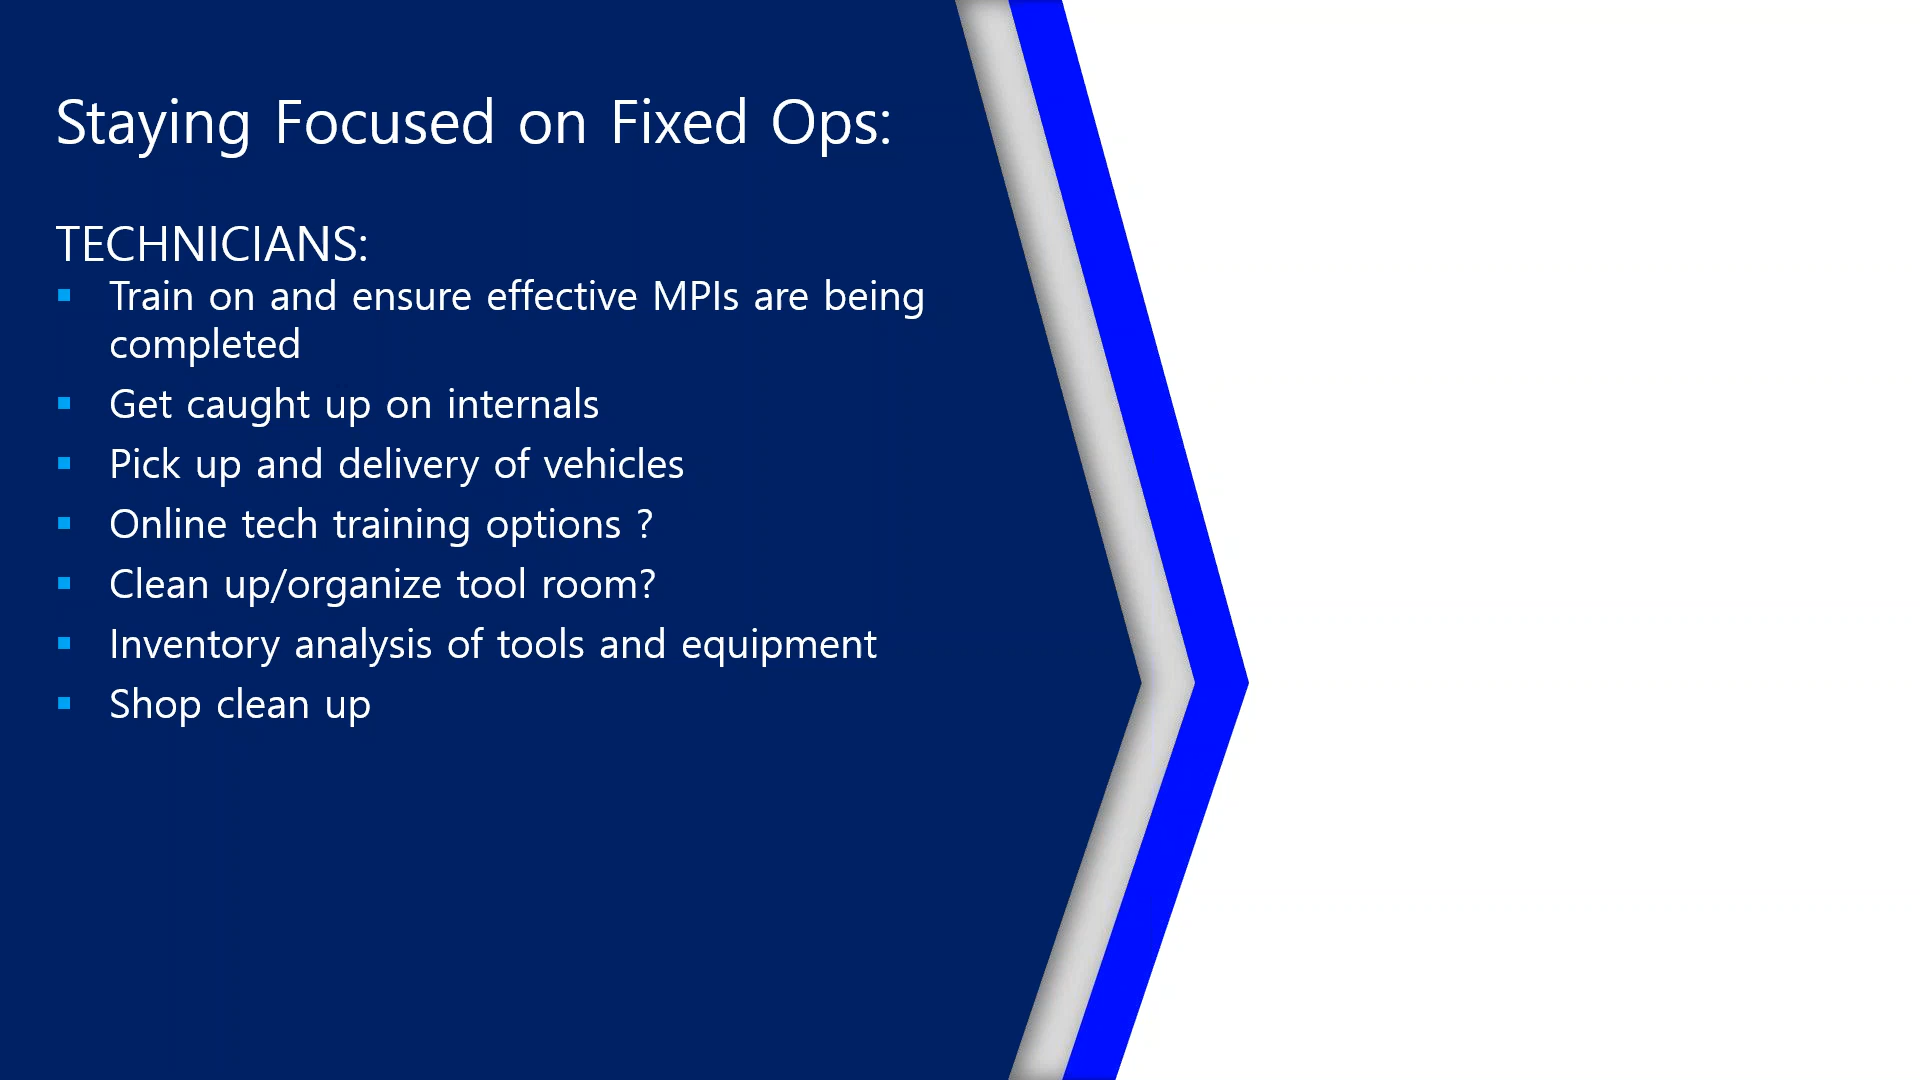 Staying Focused on Fixed Ops:
TECHNICIANS:
Train on and ensure effective MPIs are being
completed
Get caught up on internals
Pick up and delivery of vehicles
Online tech training options ?
Clean up/organize tool room?
Inventory analysis of tools and equipment
Shop clean up